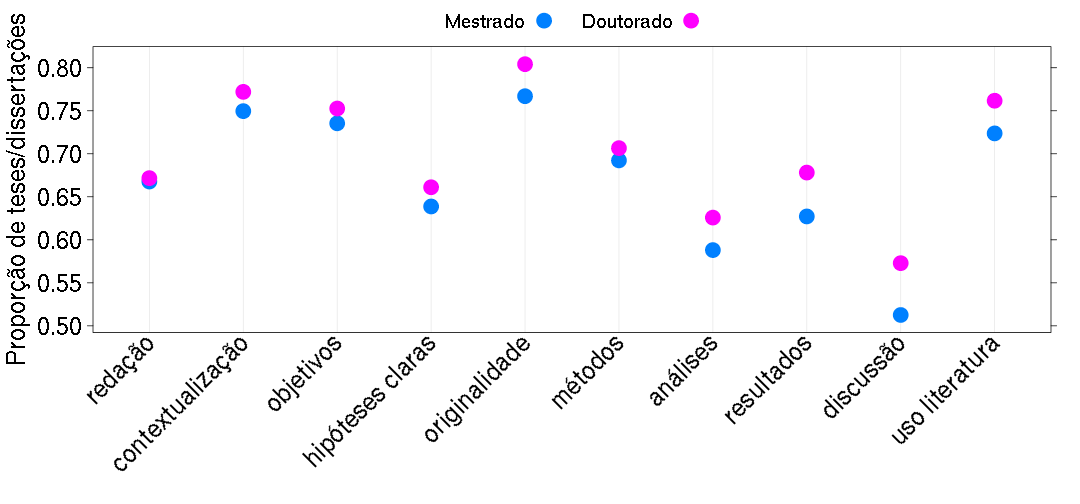 Mestrado
Doutorado
Proporção de teses/dissertações
0.80
0.75
0.70
0.65
0.60
0.55
0.50
redação
contextualização
objetivos
hipóteses claras
originalidade
métodos
análises
resultados
discussão
uso literatura